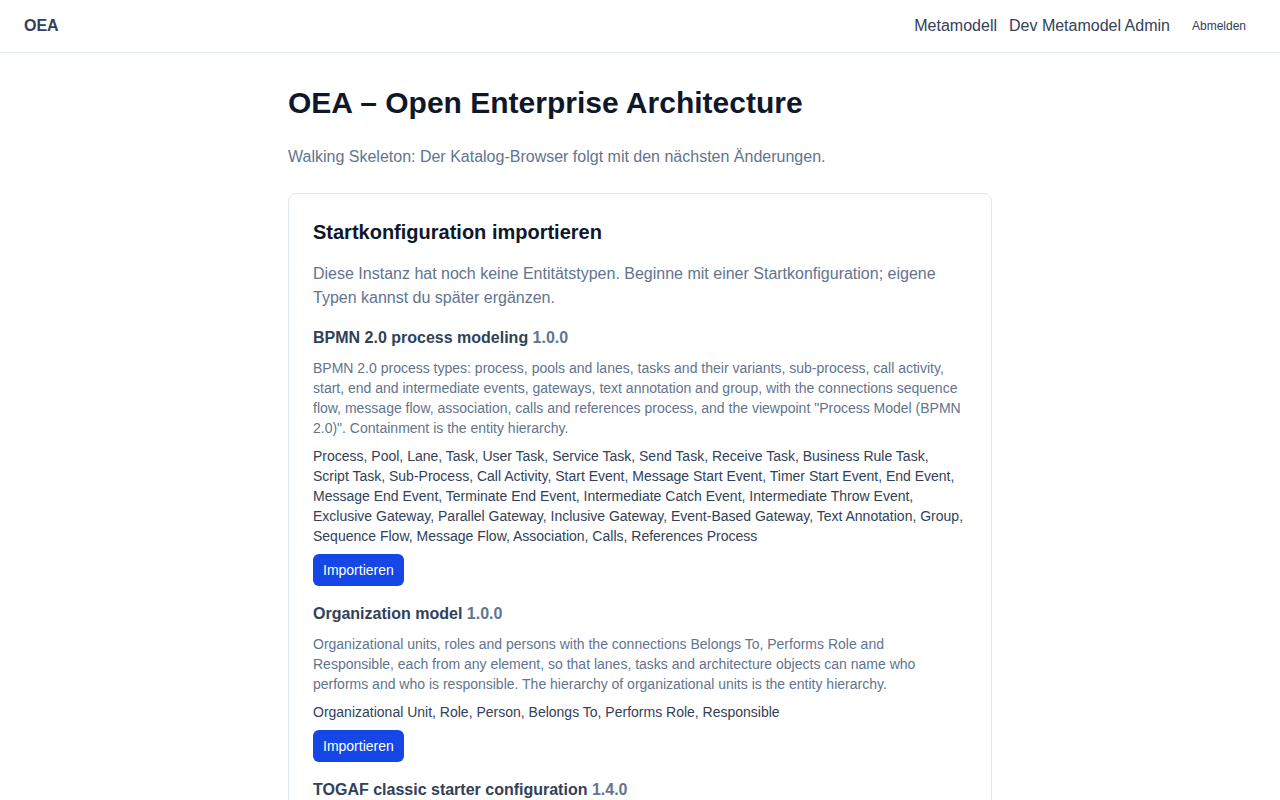 OEA
Metamodell Dev Metamodel Admin Abmelden
OEA – Open Enterprise Architecture
Walking Skeleton: Der Katalog-Browser folgt mit den nächsten Änderungen.
Startkonfiguration importieren
Diese Instanz hat noch keine Entitätstypen. Beginne mit einer Startkonfiguration; eigene
Typen kannst du später ergänzen.
BPMN 2.0 process modeling 1.0.0
BPMN 2.0 process types: process, pools and lanes, tasks and their variants, sub-process, call activity,
start, end and intermediate events, gateways, text annotation and group, with the connections sequence
flow, message flow, association, calls and references process, and the viewpoint "Process Model (BPMN
2.0)". Containment is the entity hierarchy.
Process, Pool, Lane, Task, User Task, Service Task, Send Task, Receive Task, Business Rule Task,
Script Task, Sub-Process, Call Activity, Start Event, Message Start Event, Timer Start Event, End Event,
Message End Event, Terminate End Event, Intermediate Catch Event, Intermediate Throw Event,
Exclusive Gateway, Parallel Gateway, Inclusive Gateway, Event-Based Gateway, Text Annotation, Group,
Sequence Flow, Message Flow, Association, Calls, References Process
Importieren
Organization model 1.0.0
Organizational units, roles and persons with the connections Belongs To, Performs Role and
Responsible, each from any element, so that lanes, tasks and architecture objects can name who
performs and who is responsible. The hierarchy of organizational units is the entity hierarchy.
Organizational Unit, Role, Person, Belongs To, Performs Role, Responsible
Importieren
TOGAF classic starter configuration 1.4.0